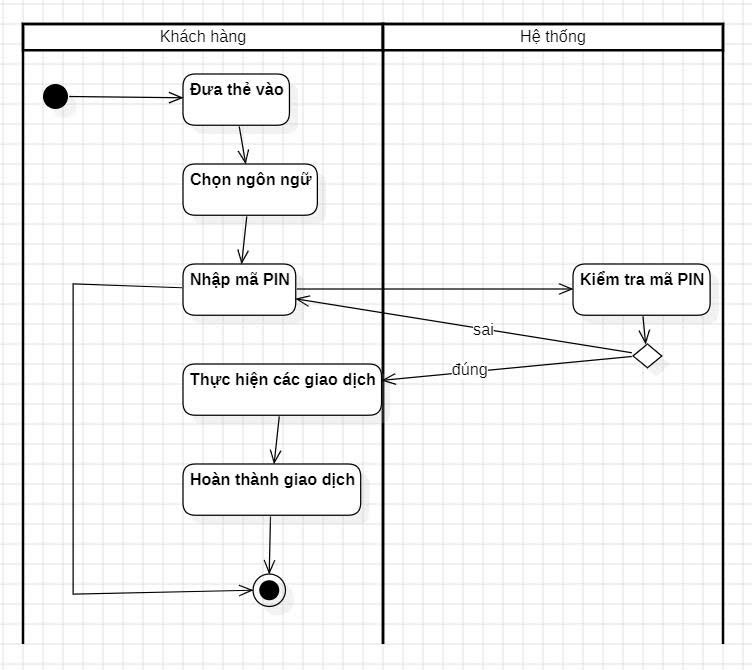 Khách hàng
Hệ thống
Đưa thẻ vào
Chọn ngôn ngữ
Nhập mã PIN
Kiểm tra mã PIN
sai
đúng
Thực hiện các giao dịch
Hoàn thành giao dịch